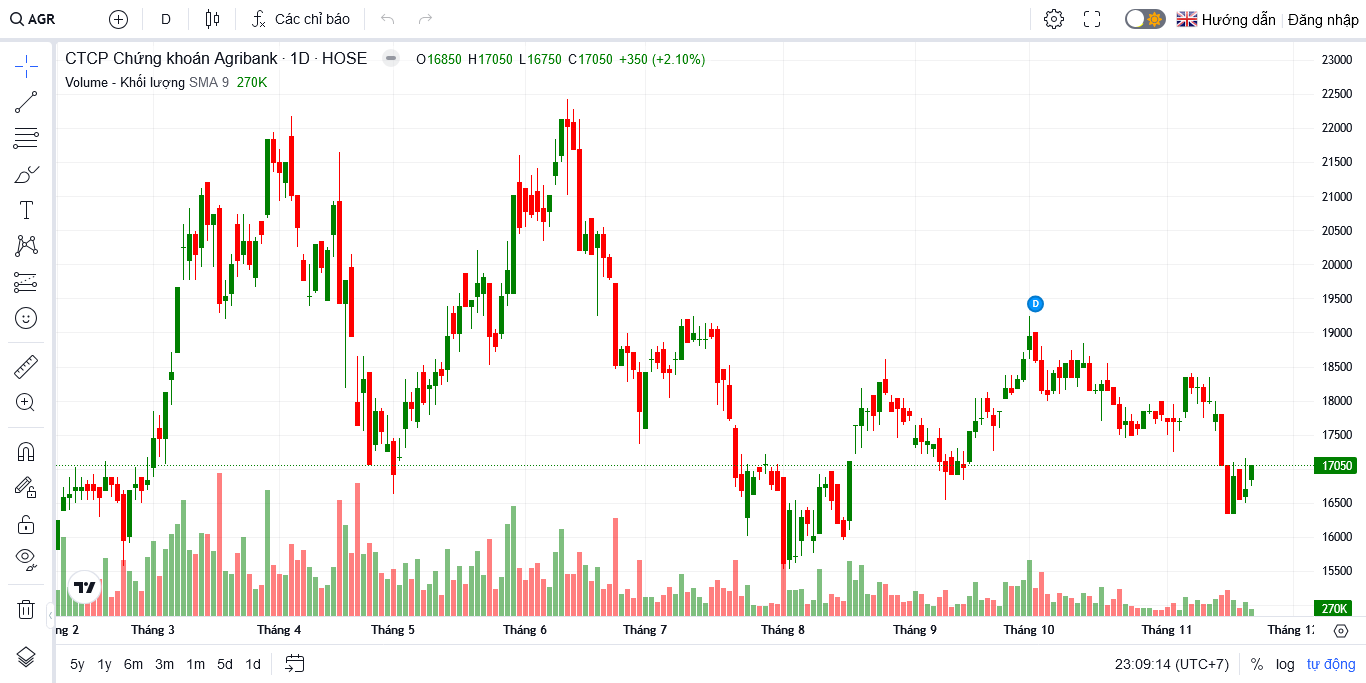 AGR D Các chỉ báo Hướng dẫn Đăng nhập
CTCP Chứng khoán Agribank · 1D · HOSE O16850 H17050 L16750 C17050 +350 (+2.10%)
Volume - Khối lượng SMA 9 270K
23000
22500
22000
21500
21000
20500
20000
19500
D
19000
18500
18000
17500
17050
16500
16000
15500
270K
ng 2 Tháng 3 Tháng 4 Tháng 5 Tháng 6 Tháng 7 Tháng 8 Tháng 9 Tháng 10 Tháng 11 Tháng 1
5y 1y 6m 3m 1m 5d 1d 23:09:14 (UTC+7) % log tự động